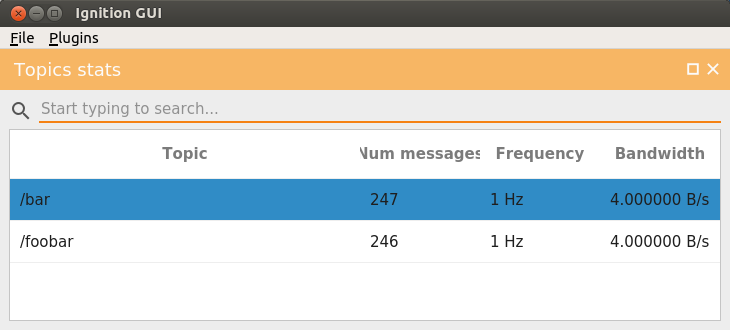 Ignition GUI
File Plugins
Topics stats
Start typing to search...
Topic Num messages Frequency Bandwidth
/bar 247 1 Hz 4.000000 B/s
/foobar 246 1 Hz 4.000000 B/s